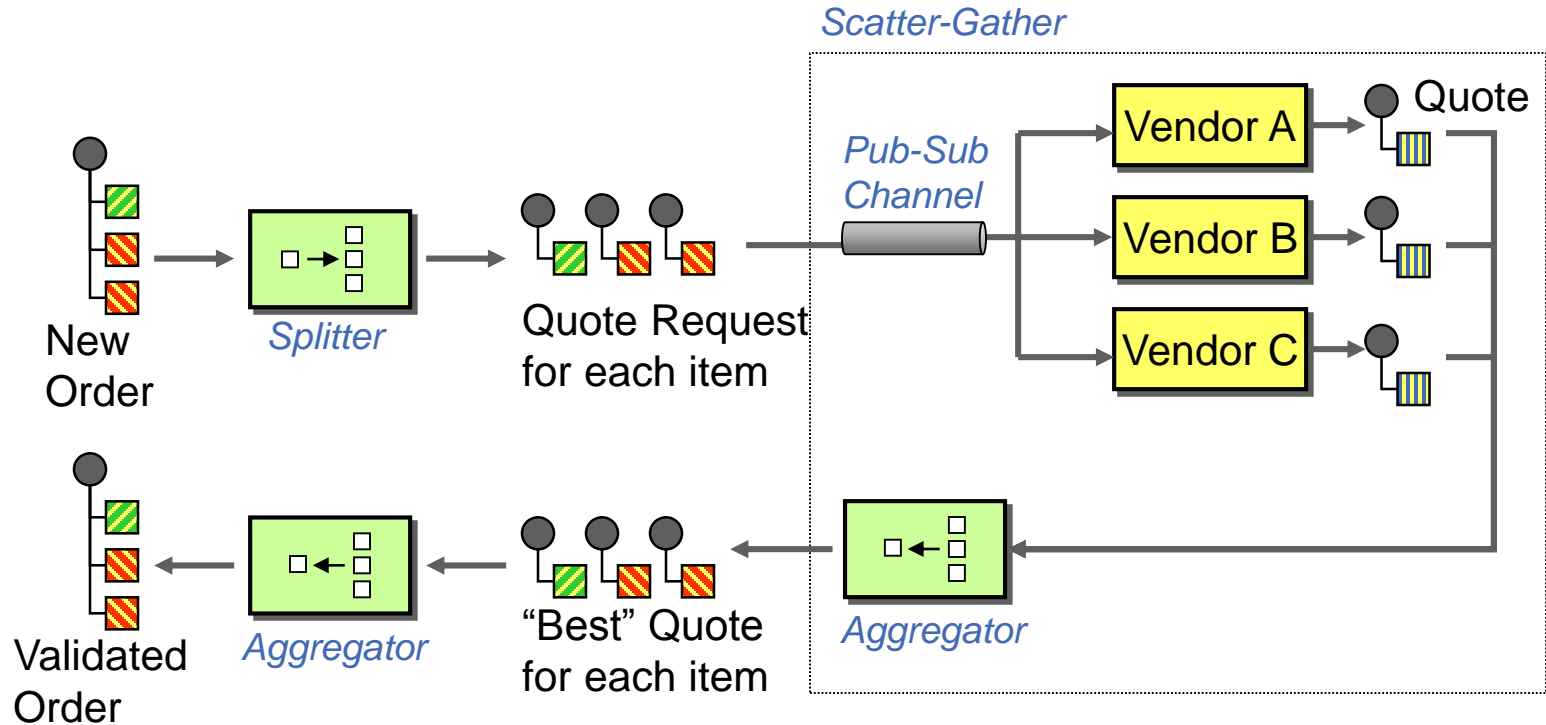 Scatter-Gather
Pub-Sub
Channel
Vendor A
Quote
Vendor B
Vendor C
New
Order
Splitter
Quote Request
for each item
Validated
Order
Aggregator
“Best” Quote
for each item
Aggregator